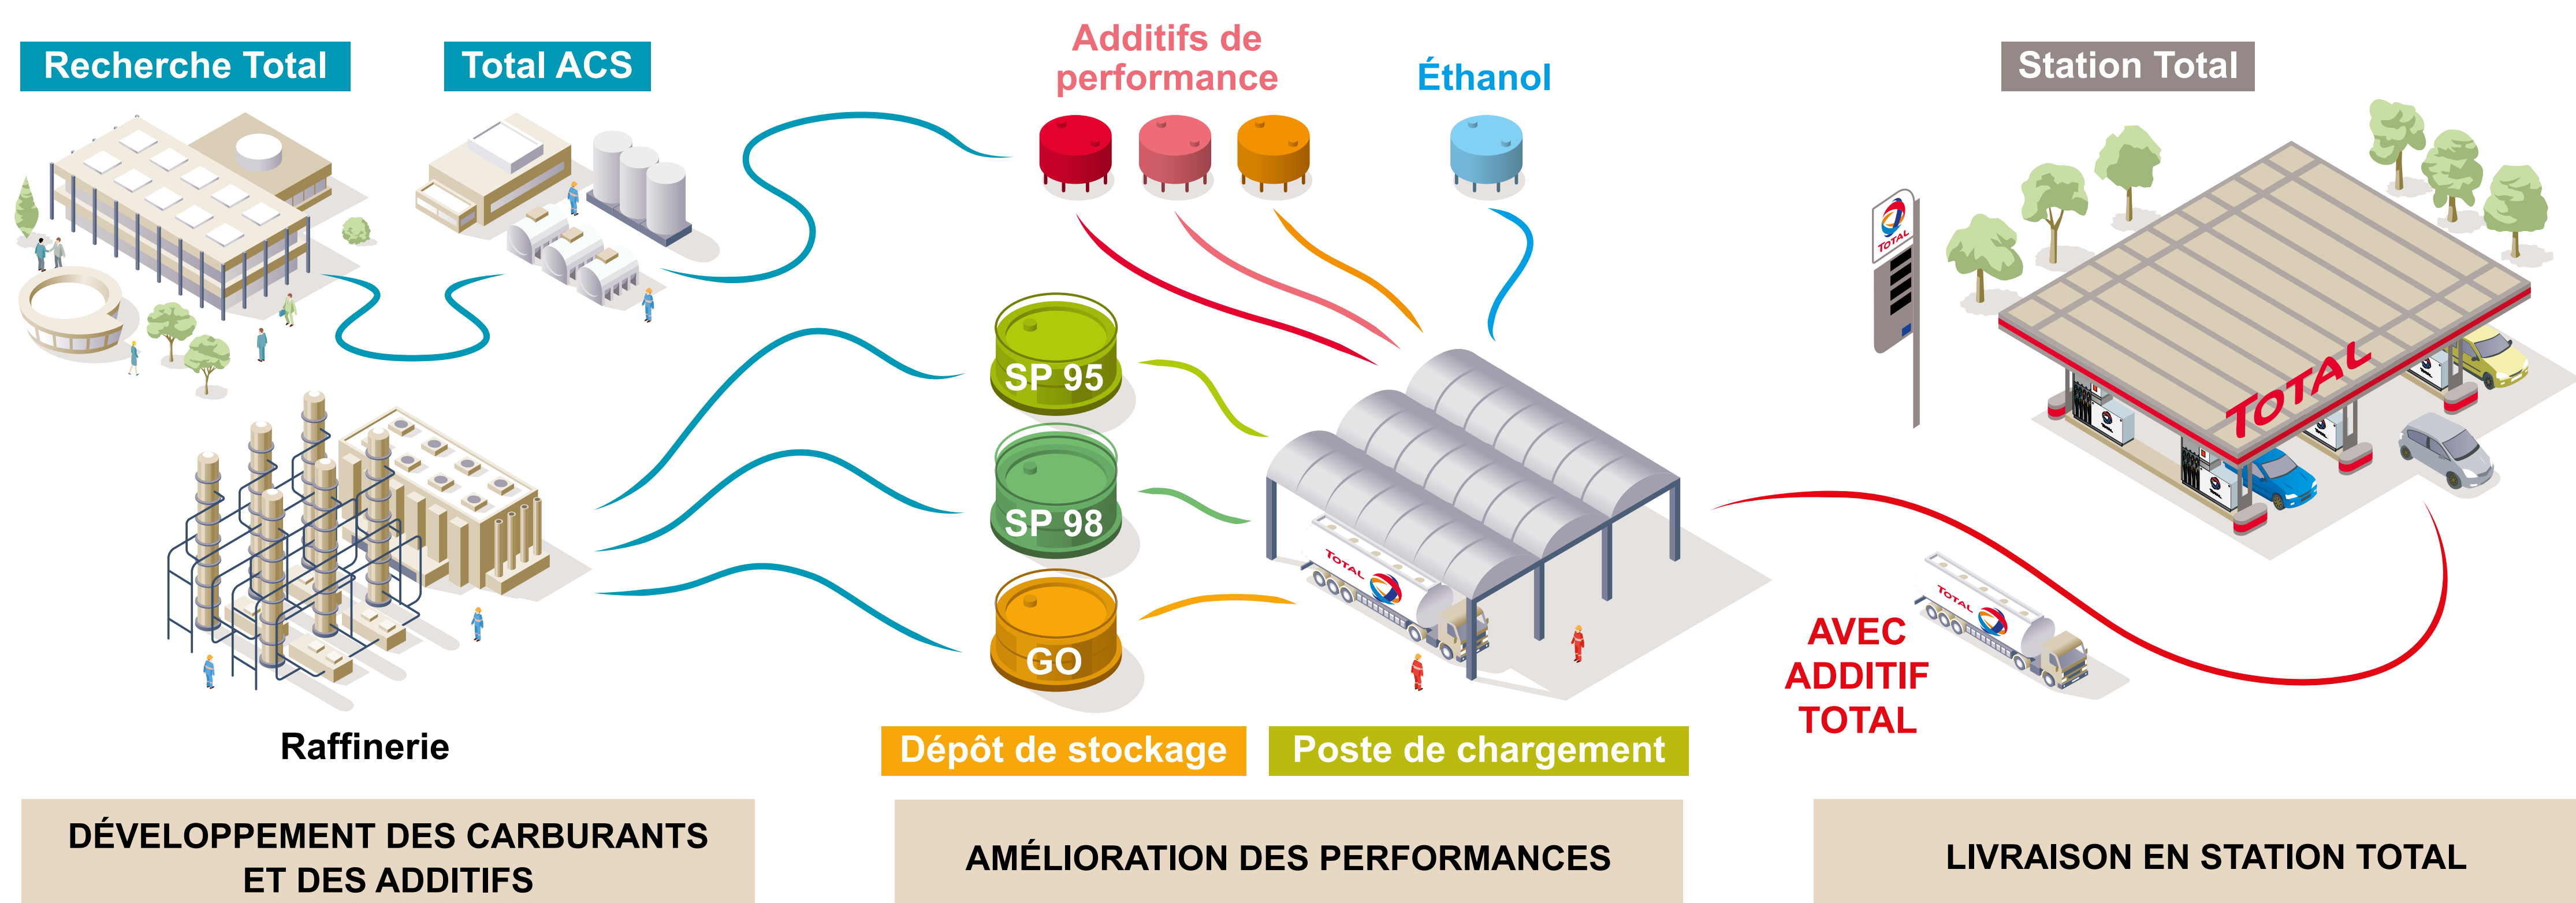 Recherche Total
Total ACS
Additifs de
performance
Éthanol
Station Total
TOTAL
TOTAL
SP 95
SP 98
GO
TOTAL
TOTAL
AVEC
ADDITIF
TOTAL
Raffinerie
Dépôt de stockage
Poste de chargement
DÉVELOPPEMENT DES CARBURANTS
ET DES ADDITIFS
AMÉLIORATION DES PERFORMANCES
LIVRAISON EN STATION TOTAL